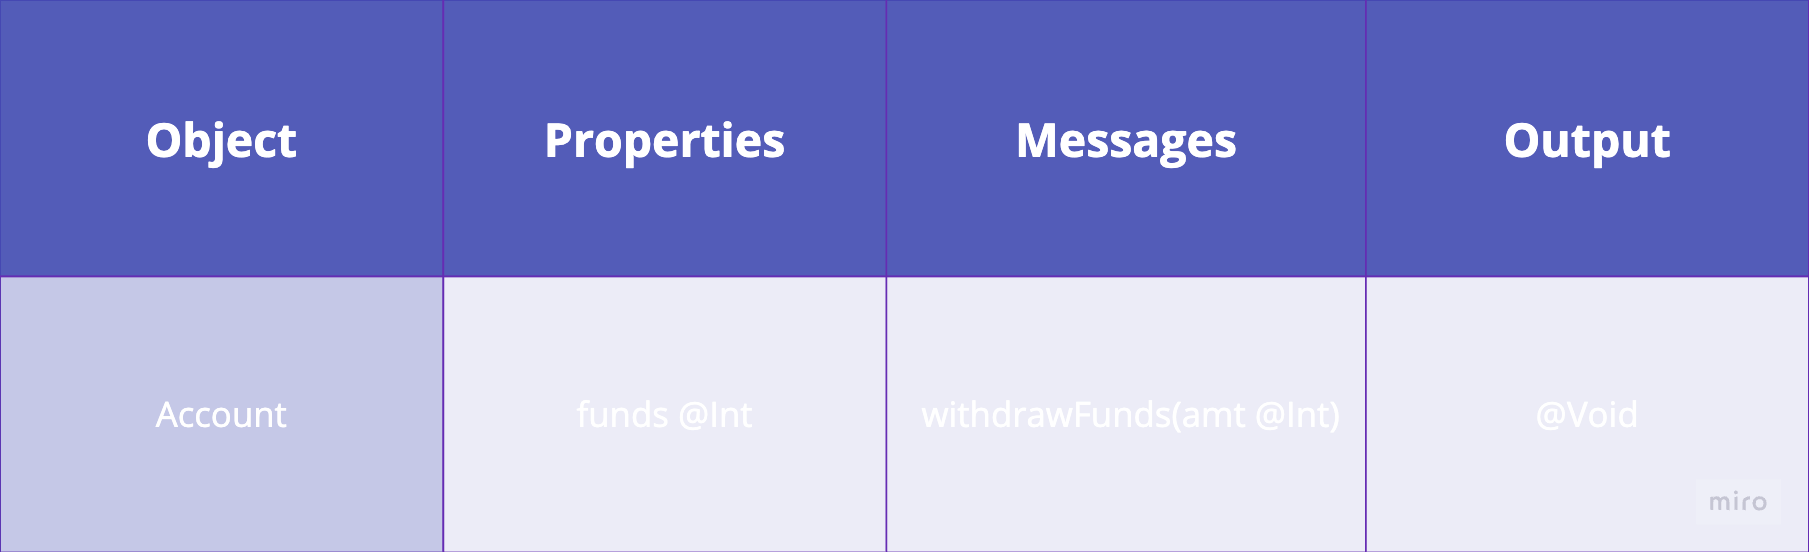 Object Properties Messages Output
Account funds @Int withdrawFunds(amt @Int) @Void
miro